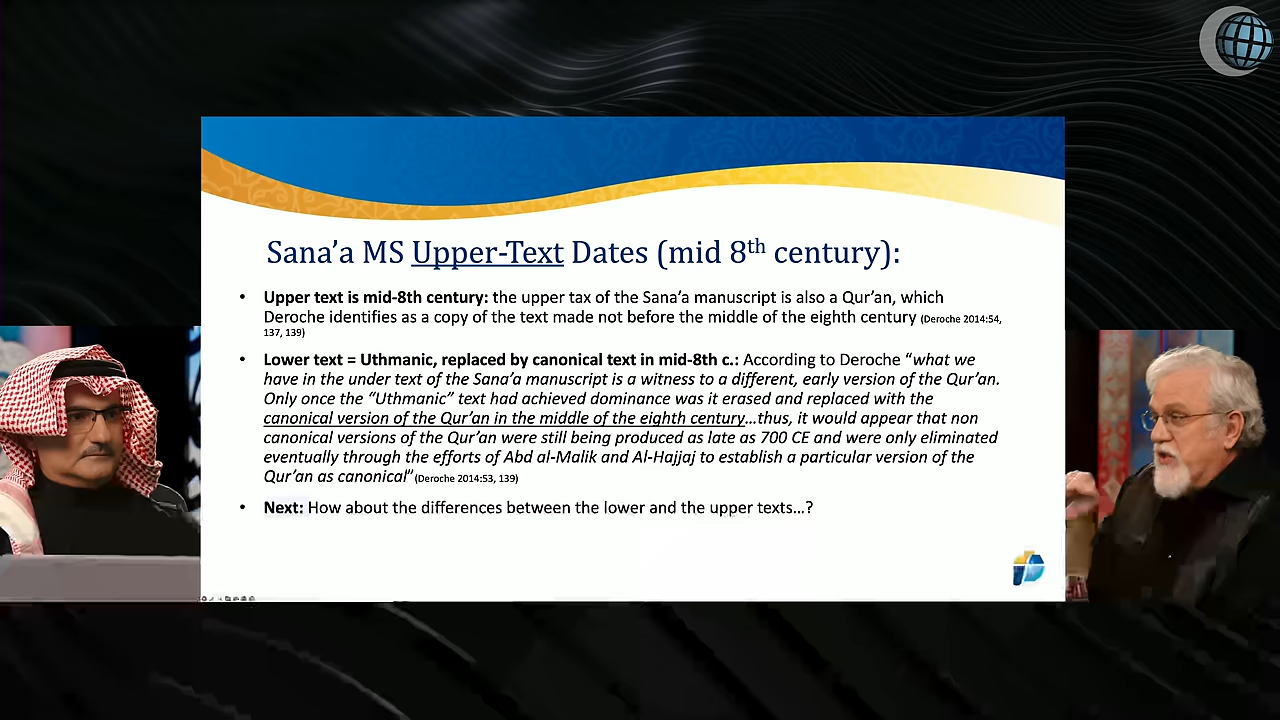 Sana’a MS Upper-Text Dates (mid 8th century):
• Upper text is mid-8th century: the upper tax of the Sana’a manuscript is also a Qur’an, which
Deroche identifies as a copy of the text made not before the middle of the eighth century (Deroche 2014:54,
137, 139)
• Lower text = Uthmanic, replaced by canonical text in mid-8th c.: According to Deroche “what we
have in the under text of the Sana’a manuscript is a witness to a different, early version of the Qur’an.
Only once the “Uthmanic” text had achieved dominance was it erased and replaced with the
canonical version of the Qur’an in the middle of the eighth century…thus, it would appear that non
canonical versions of the Qur’an were still being produced as late as 700 CE and were only eliminated
eventually through the efforts of Abd al-Malik and Al-Hajjaj to establish a particular version of the
Qur’an as canonical” (Deroche 2014:53, 139)
• Next: How about the differences between the lower and the upper texts…?